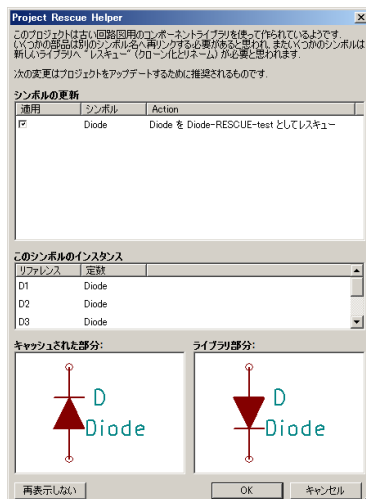 Project Rescue Helper
このプロジェクトは古い回路図用のコンポーネントライブラリを使って作られているようです.
いくつかの部品は別のシンボル名へ再リンクする必要があると思われ、またいくつかのシンボルは
新しいライブラリへ "レスキュー" (クローン化とリネーム) が必要と思われます.
次の変更はプロジェクトをアップデートするために推奨されるものです.
シンボルの更新
適用 シンボル Action
Diode Diode を Diode-RESCUE-test としてレスキュー
このシンボルのインスタンス
リファレンス 定数
D1 Diode
D2 Diode
D3 Diode
キャッシュされた部分: ライブラリ部分:
D D
Diode Diode
再表示しない OK キャンセル